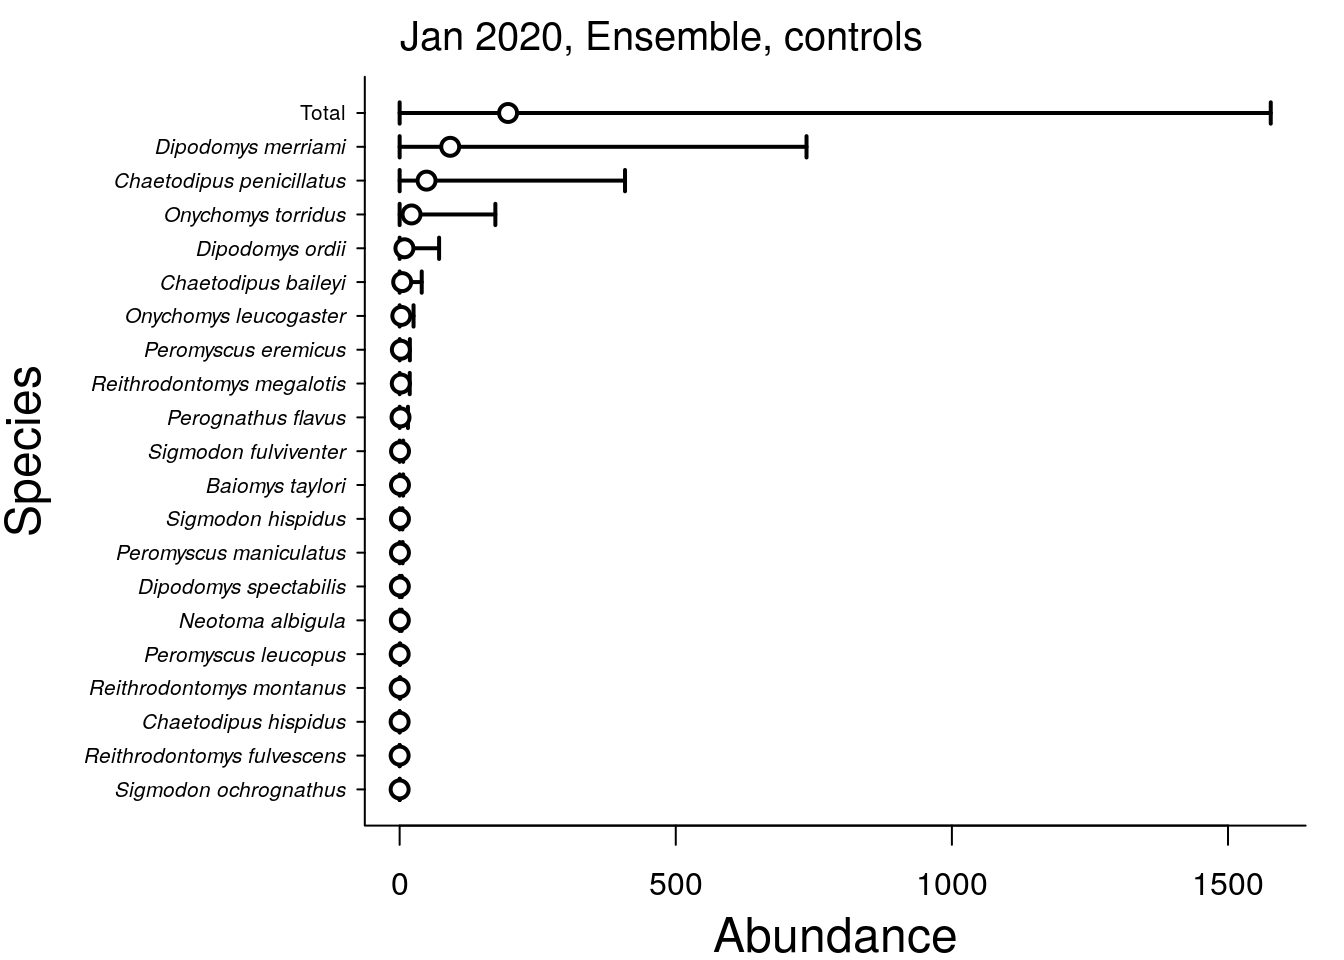 Jan 2020, Ensemble, controls
Total
Dipodomys merriami
Chaetodipus penicillatus
Onychomys torridus
Dipodomys ordii
Chaetodipus baileyi
Onychomys leucogaster
Peromyscus eremicus
Reithrodontomys megalotis
Perognathus flavus
Sigmodon fulviventer
Baiomys taylori
Sigmodon hispidus
Peromyscus maniculatus
Dipodomys spectabilis
Neotoma albigula
Peromyscus leucopus
Reithrodontomys montanus
Chaetodipus hispidus
Reithrodontomys fulvescens
Sigmodon ochrognathus
Species
0 500 1000 1500
Abundance